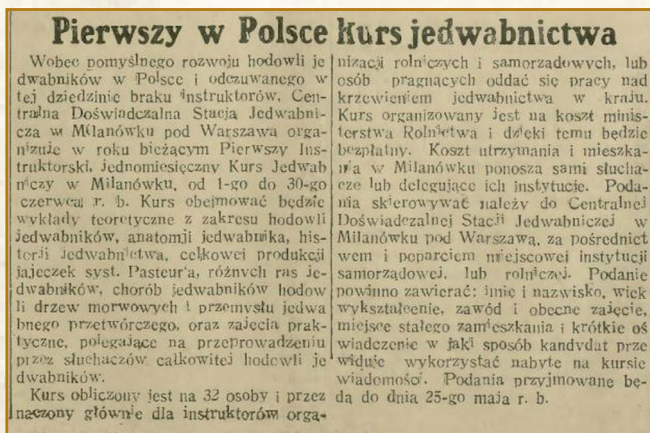 Pierwszy w Polsce kurs jedwabnictwa
Wobec pomyślnego rozwoju hodowli je
dwabników w Polsce i odczuwanego w
tej dziedzinie braku instruktorów, Cen-
tralna Doświadczalna Stacja Jedwabni-
cza w Milanówku pod Warszawa orga-
nizuje w roku bieżącym Pierwszy Ins-
truktorski, jednomiesięczny Kurs Jedwab
niczy w Milanówku, od 1-go do 30-go
czerwca r. b. Kurs obejmować będzie
wykłady teoretyczne z zakresu hodowli
jedwabników, anatomji jedwabnika, his-
torji jedwabnictwa, celkowej produkcji
jajeczek syst. Pasteur'a, różnych ras je-
dwabników, chorób jedwabników hodow
li drzew morwowych i przemysłu jedwa
bnego przetwórczego, oraz zajęcia prak-
tyczne, polegające na przeprowadzeniu
przez słuchaczów całkowitej hodowli je
dwabników.
Kurs obliczony jest na 32 osoby i przez
naczony głównie dla instruktorów orga-
nizacji rolniczych i samorządowych, lub
osób pragnących oddać się pracy nad
krzewieniem jedwabnictwa w kraju.
Kurs organizowany jest na koszt minis-
terstwa Rolnictwa i dzięki temu będzie
bezpłatny. Koszt utrzymania i mieszka-
nia w Milanówku ponosza sami słucha-
cze lub delegujące ich instytucje. Poda-
nia skierowywać należy do Centralnej
Doświadczalnej Stacji Jedwabniczej w
Milanówku pod Warszawą, za pośrednict
wem i poparciem miejscowej instytucji
samorządowej, lub rolniczej. Podanie
powinno zawierać: imię i nazwisko, wiek
wykształcenie, zawód i obecne zajęcie,
miejsce stałego zamieszkania i krótkie oś
wiadczenie w jaki sposób kandydat prze
widuje wykorzystać nabyte na kursie
wiadomości. Podania przyjmowane bę-
dą do dnia 25-go maja r. b.